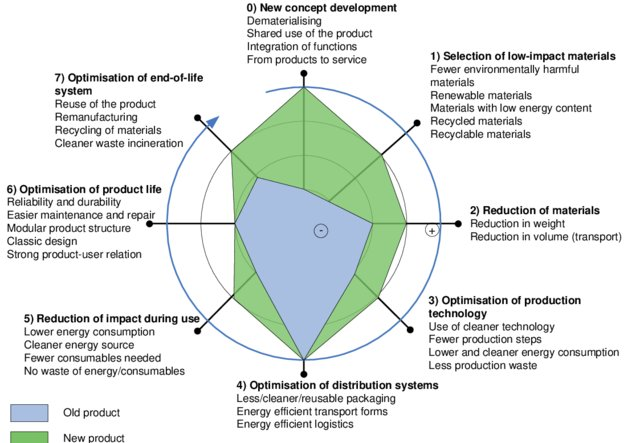 0) New concept development
Dematerialising
Shared use of the product
Integration of functions
From products to service
1) Selection of low-impact materials
Fewer environmentally harmful
materials
Renewable materials
Materials with low energy content
Recycled materials
Recyclable materials
2) Reduction of materials
Reduction in weight
Reduction in volume (transport)
3) Optimisation of production
technology
Use of cleaner technology
Fewer production steps
Lower and cleaner energy consumption
Less production waste
4) Optimisation of distribution systems
Less/cleaner/reusable packaging
Energy efficient transport forms
Energy efficient logistics
5) Reduction of impact during use
Lower energy consumption
Cleaner energy source
Fewer consumables needed
No waste of energy/consumables
6) Optimisation of product life
Reliability and durability
Easier maintenance and repair
Modular product structure
Classic design
Strong product-user relation
7) Optimisation of end-of-life
system
Reuse of the product
Remanufacturing
Recycling of materials
Cleaner waste incineration
-
+
Old product
New product